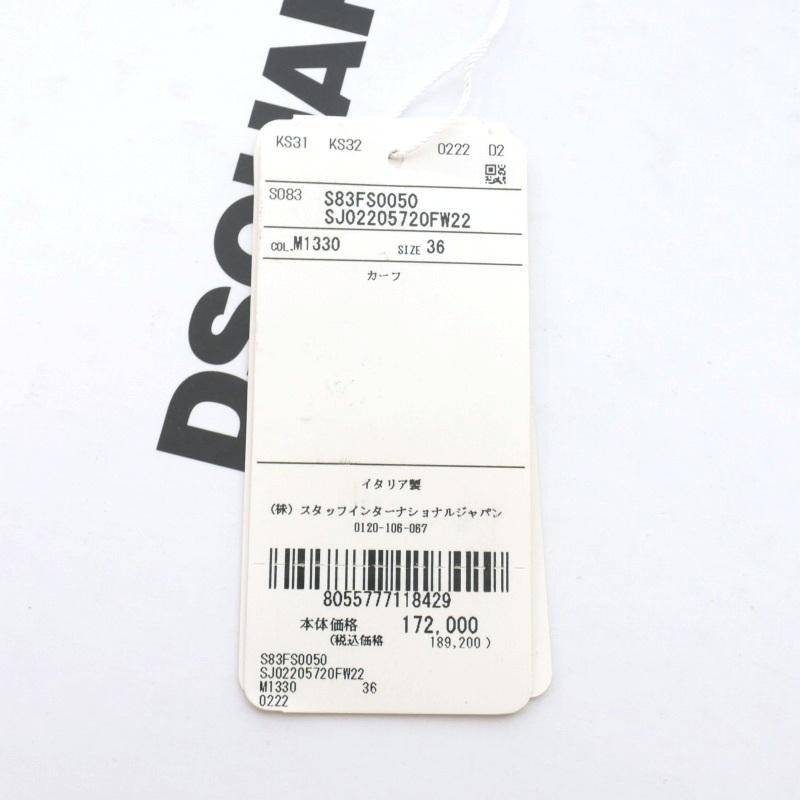 DSQUAR
KS31 KS32 0222 D2
S083 S83FS0050
SJ02205720FW22
COL.M1330 SIZE 36
カーフ
イタリア製
(株) スタッフインターナショナルジャパン
0120-106-067
8055777118429
本体価格 172,000
(税込価格 189,200)
S83FS0050
SJ02205720FW22
M1330 36
0222